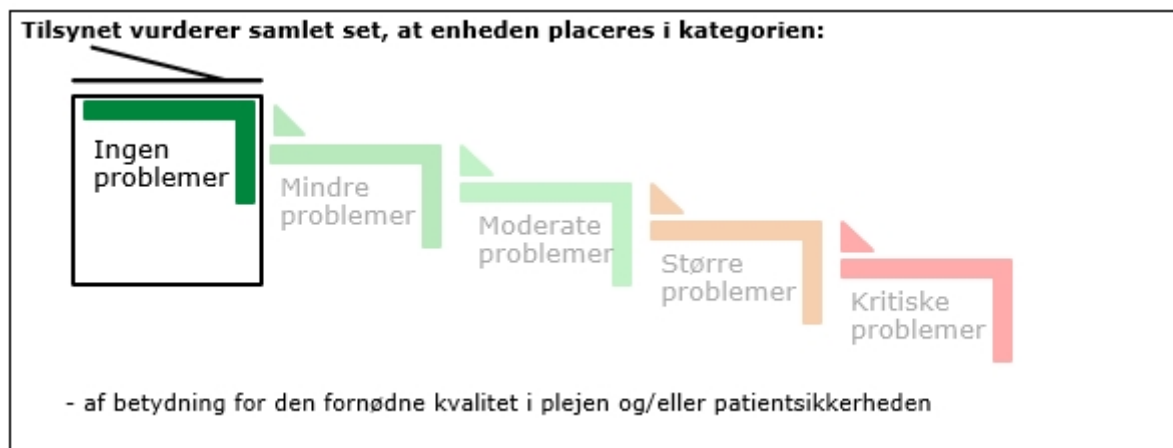 Tilsynet vurderer samlet set, at enheden placeres i kategorien:
Ingen
problemer
Mindre
problemer
Moderate
problemer
Større
problemer
Kritiske
problemer
- af betydning for den fornødne kvalitet i plejen og/eller patientsikkerheden